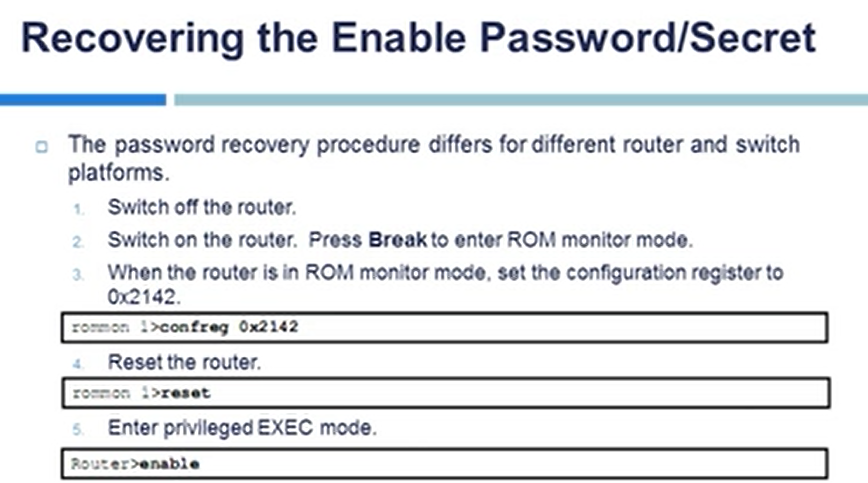 Recovering the Enable Password/Secret
The password recovery procedure differs for different router and switch
platforms.
1. Switch off the router.
2. Switch on the router. Press Break to enter ROM monitor mode.
3. When the router is in ROM monitor mode, set the configuration register to
0x2142.
rommon 1>confreg 0x2142
4. Reset the router.
rommon 1>reset
5. Enter privileged EXEC mode.
Router>enable